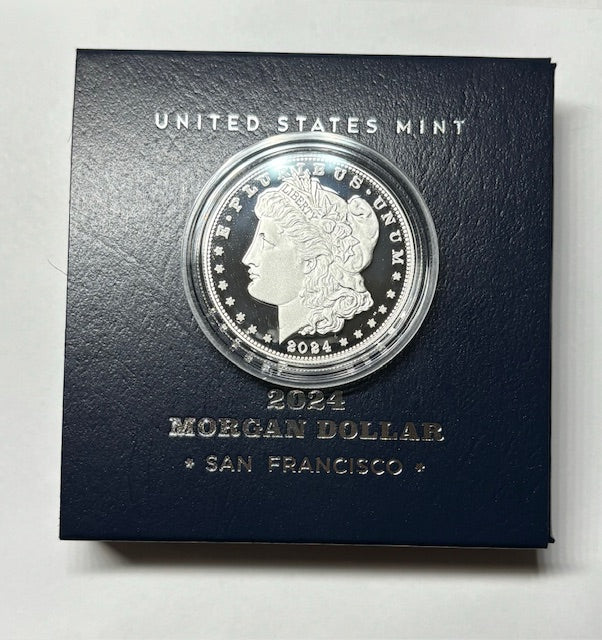 UNITED STATES MINT
E·PLURIBUS·UNUM
LIBERTY
2024
2024
MORGAN DOLLAR
* SAN FRANCISCO *